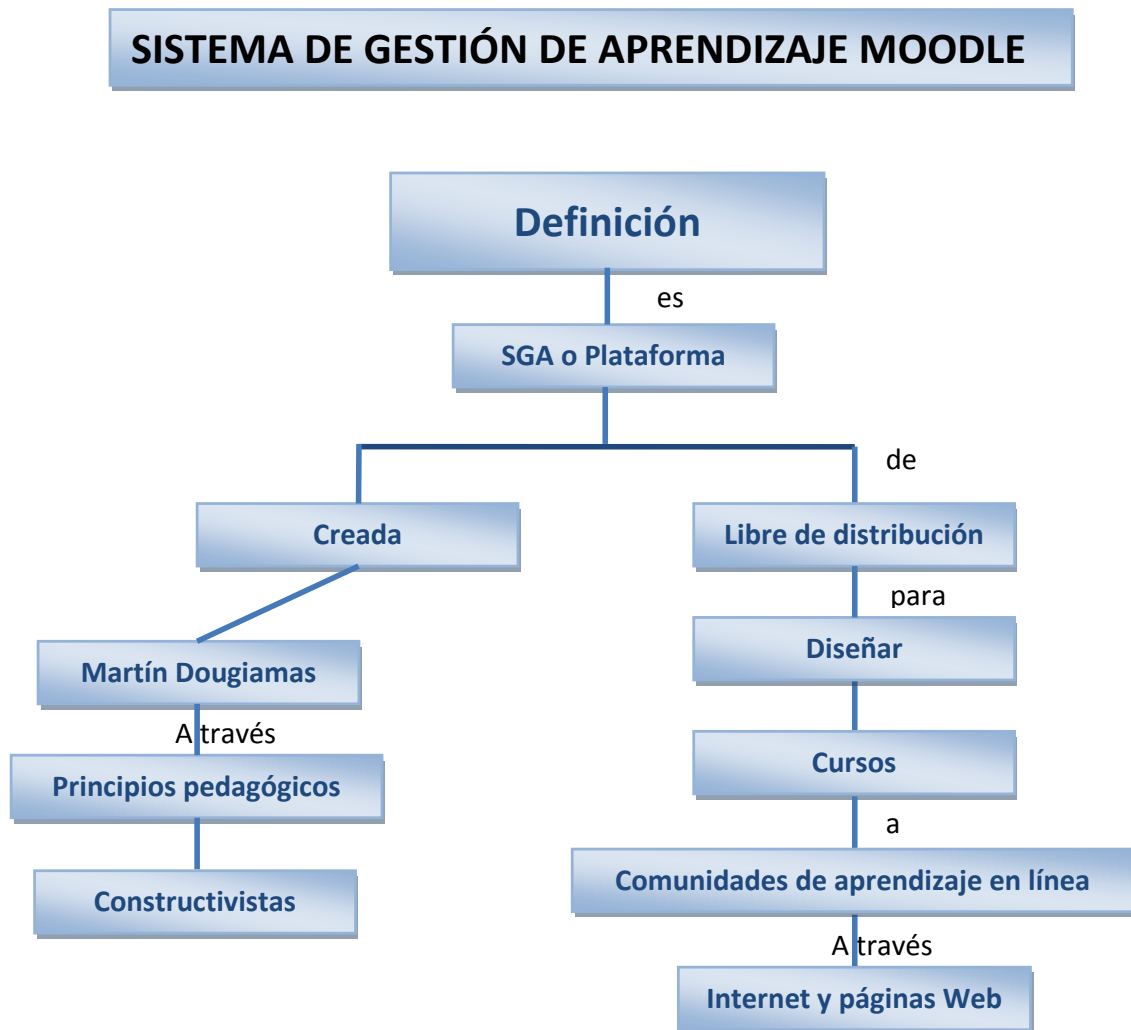 SISTEMA DE GESTIÓN DE APRENDIZAJE MOODLE
Definición
es
SGA o Plataforma
de
Creada
Libre de distribución
para
Martín Dougiamas
Diseñar
A través
Principios pedagógicos
Cursos
a
Constructivistas
Comunidades de aprendizaje en línea
A través
Internet y páginas Web